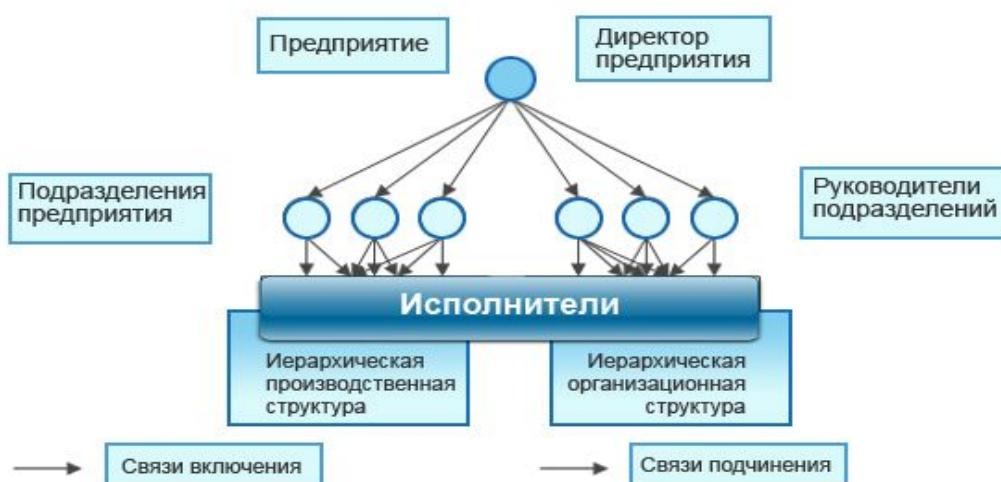 Предприятие
Директор
предприятия
Подразделения
предприятия
Руководители
подразделений
Исполнители
Иерархическая
производственная
структура
Иерархическая
организационная
структура
Связи включения
Связи подчинения